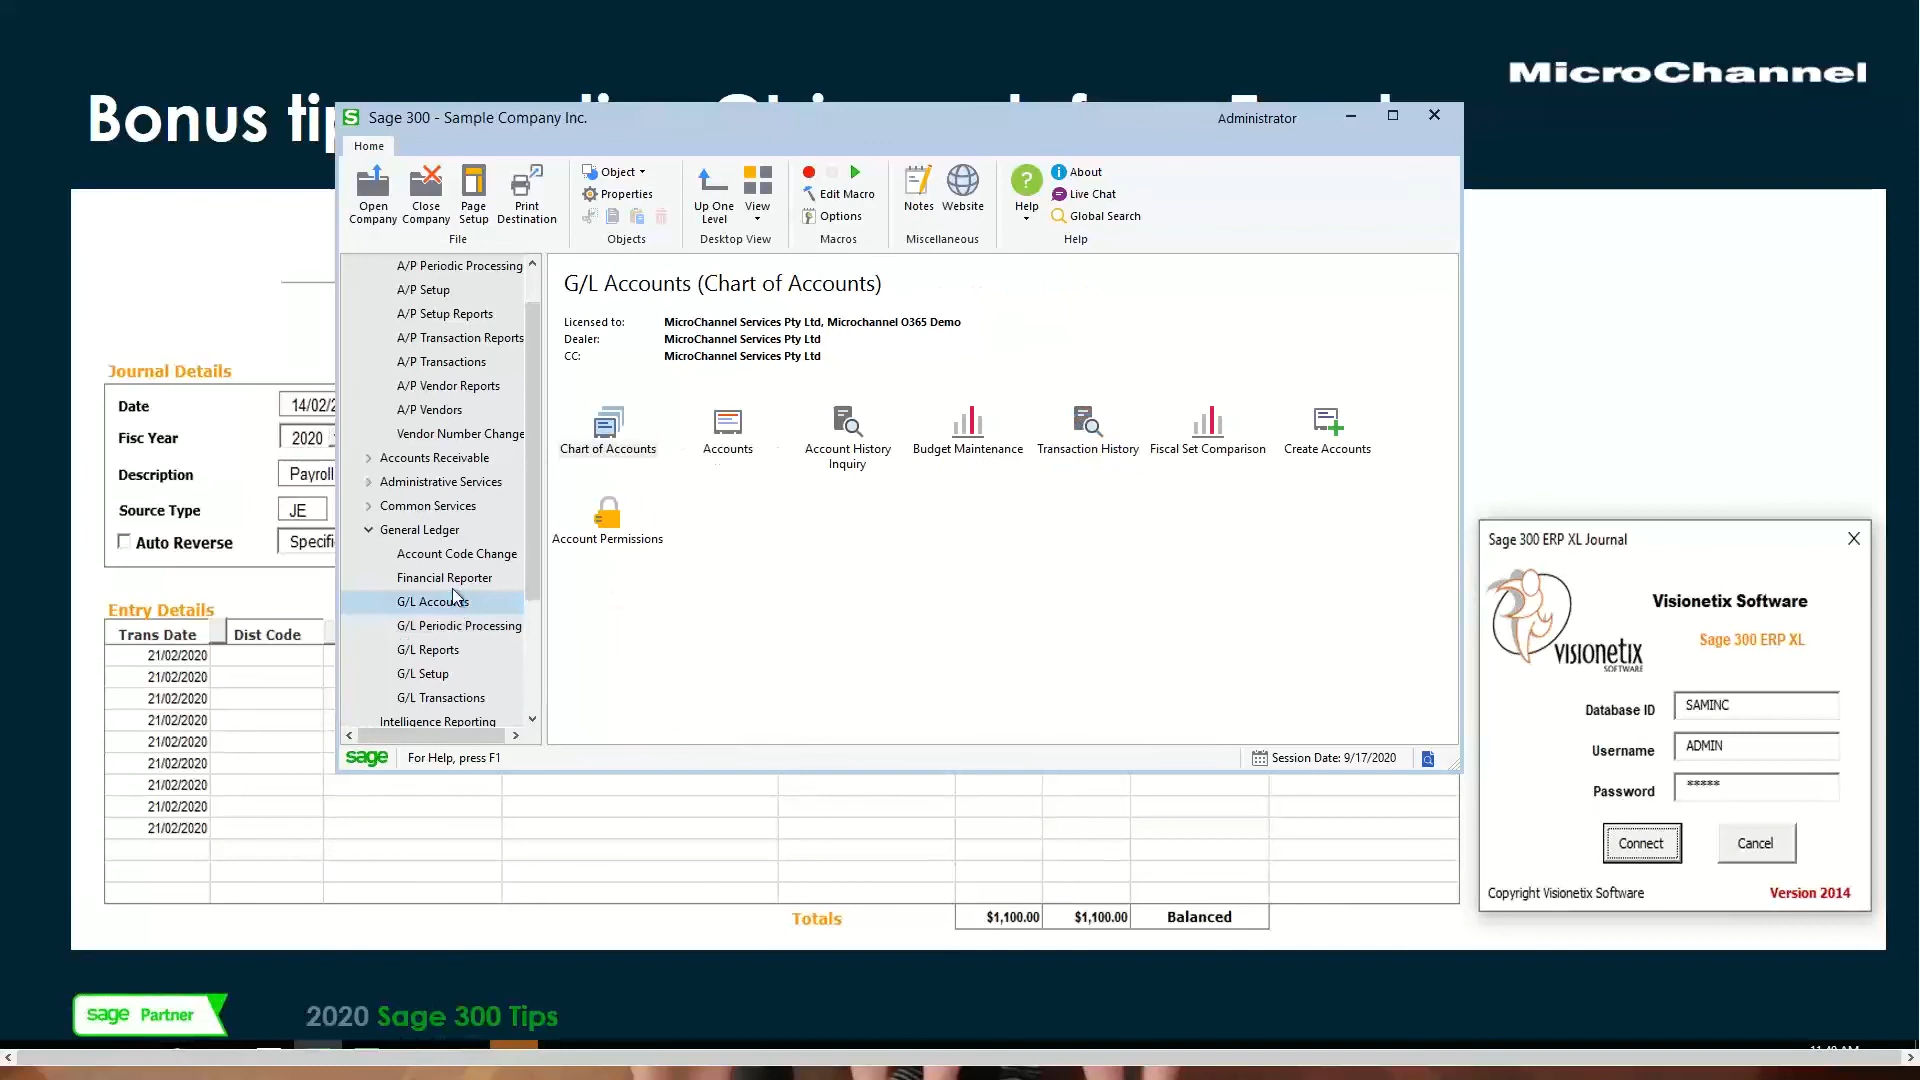 MicroChannel
Bonus tip
Sage 300 - Sample Company Inc.
Administrator
Home
Open Company
Close Company
Page Setup
Print Destination
File
Object
Properties
Objects
Up One Level
View
Desktop View
Edit Macro
Options
Macros
Notes
Website
Miscellaneous
Help
About
Live Chat
Global Search
Help
A/P Periodic Processing
A/P Setup
A/P Setup Reports
A/P Transaction Reports
A/P Transactions
A/P Vendor Reports
A/P Vendors
Vendor Number Change
Accounts Receivable
Administrative Services
Common Services
General Ledger
Account Code Change
Financial Reporter
G/L Accounts
G/L Periodic Processing
G/L Reports
G/L Setup
G/L Transactions
Intelligence Reporting
G/L Accounts (Chart of Accounts)
Licensed to: MicroChannel Services Pty Ltd, Microchannel O365 Demo
Dealer: MicroChannel Services Pty Ltd
CC: MicroChannel Services Pty Ltd
Chart of Accounts
Accounts
Account History Inquiry
Budget Maintenance
Transaction History
Fiscal Set Comparison
Create Accounts
Account Permissions
sage
For Help, press F1
Session Date: 9/17/2020
Journal Details
Date 14/02/2
Fisc Year 2020
Description Payroll
Source Type JE
Auto Reverse Specifi
Entry Details
Trans Date Dist Code
21/02/2020
21/02/2020
21/02/2020
21/02/2020
21/02/2020
21/02/2020
21/02/2020
21/02/2020
21/02/2020
Totals $1,100.00 $1,100.00 Balanced
Sage 300 ERP XL Journal
VISIONETIX
SOFTWARE
Visionetix Software
Sage 300 ERP XL
Database ID SAMINC
Username ADMIN
Password *****
Connect
Cancel
Copyright Visionetix Software
Version 2014
sage Partner
2020 Sage 300 Tips